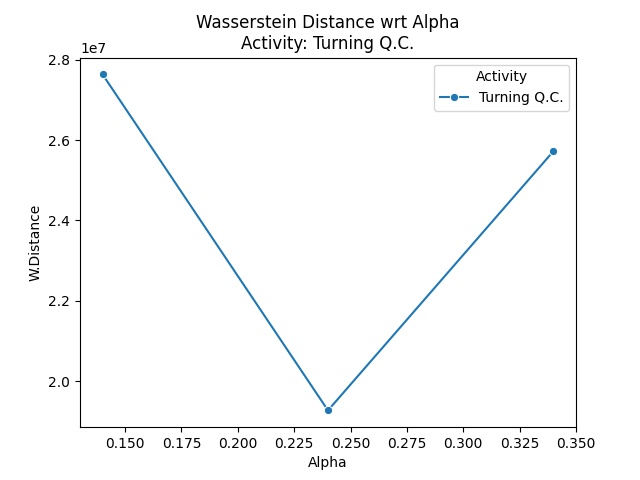 Wasserstein Distance wrt Alpha
Activity: Turning Q.C.
1e7
2.8
2.6
2.4
2.2
2.0
W.Distance
Activity
Turning Q.C.
0.150 0.175 0.200 0.225 0.250 0.275 0.300 0.325 0.350
Alpha